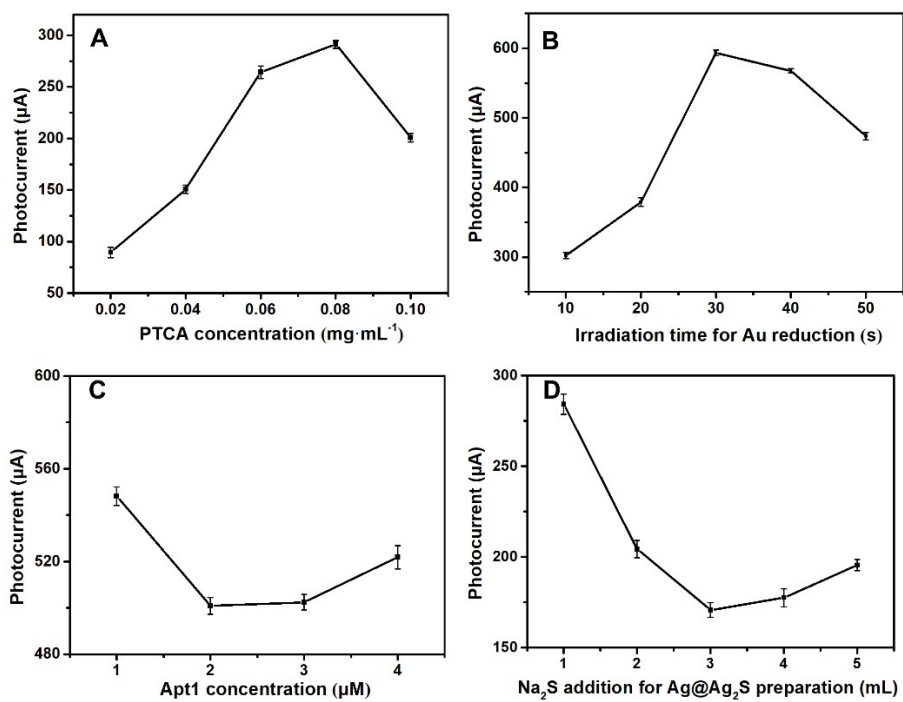 A
Photocurrent (µA)
300
250
200
150
100
50
0.02 0.04 0.06 0.08 0.10
PTCA concentration (mg·mL⁻¹)
B
Photocurrent (µA)
600
500
400
300
10 20 30 40 50
Irradiation time for Au reduction (s)
C
Photocurrent (µA)
600
560
520
480
1 2 3 4
Apt1 concentration (µM)
D
Photocurrent (µA)
300
250
200
150
1 2 3 4 5
Na₂S addition for Ag@Ag₂S preparation (mL)